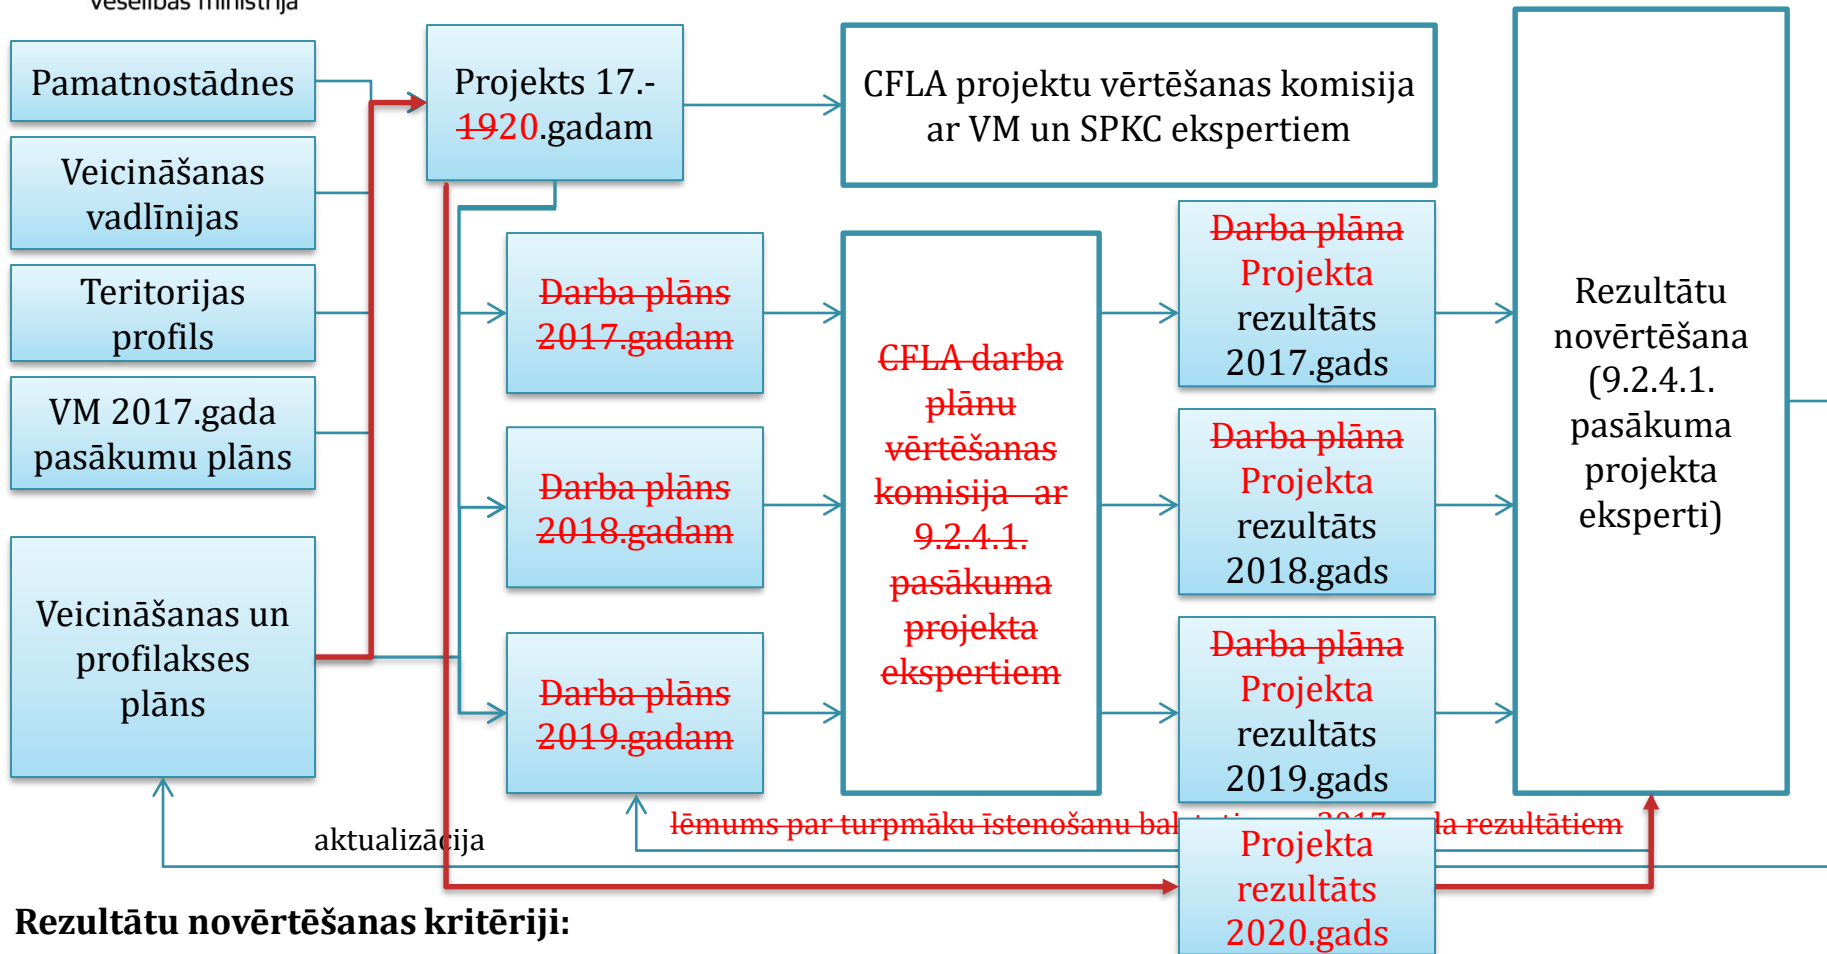 Veselības ministrija
Pamatnostādnes
Veicināšanas
vadlīnijas
Teritorijas
profils
VM 2017.gada
pasākumu plāns
Veicināšanas un
profilakses
plāns
Projekts 17.-
1920.gadam
CFLA projektu vērtēšanas komisija
ar VM un SPKC ekspertiem
Darba plāns
2017.gadam
Darba plāns
2018.gadam
Darba plāns
2019.gadam
CFLA darba
plānu
vērtēšanas
komisija ar
9.2.4.1.
pasākuma
projekta
ekspertiem
Darba plāna
Projekta
rezultāts
2017.gads
Darba plāna
Projekta
rezultāts
2018.gads
Darba plāna
Projekta
rezultāts
2019.gads
Rezultātu
novērtēšana
(9.2.4.1.
pasākuma
projekta
eksperti)
lēmums par turpmāku īstenošanu rezultātiem
aktualizācija
Projekta
rezultāts
2020.gads
Rezultātu novērtēšanas kritēriji: